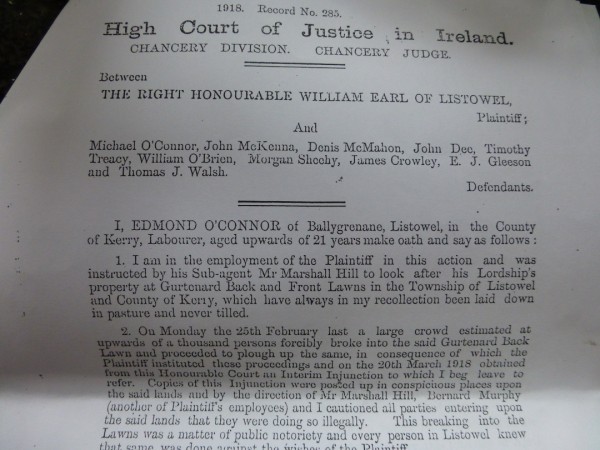 1918. Record No. 285.
High Court of Justice in Ireland.
CHANCERY DIVISION. CHANCERY JUDGE.
Between
THE RIGHT HONOURABLE WILLIAM EARL OF LISTOWEL,
Plaintiff;
And
Michael O'Connor, John McKenna, Denis McMahon, John Dee, Timothy
Treacy, William O'Brien, Morgan Sheehy, James Crowley, E. J. Gleeson
and Thomas J. Walsh.
Defendants.
I, EDMOND O'CONNOR of Ballygrenane, Listowel, in the County
of Kerry, Labourer, aged upwards of 21 years make oath and say as follows :
1. I am in the employment of the Plaintiff in this action and was
instructed by his Sub-agent Mr Marshall Hill to look after his Lordship's
property at Gurtenard Back and Front Lawns in the Township of Listowel
and County of Kerry, which have always in my recollection been laid down
in pasture and never tilled.
2. On Monday the 25th February last a large crowd estimated at
upwards of a thousand persons forcibly broke into the said Gurtenard Back
Lawn and proceeded to plough up the same, in consequence of which the
Plaintiff instituted these proceedings and on the 20th March 1918 obtained
from this Honourable Court an Interim Injunction to which I beg leave to
refer. Copies of this Injunction were posted up in conspicious places upon
the said lands and by the direction of Mr Marshall Hill, Bernard Murphy
(another of Plaintiff's employees) and I cautioned all parties entering upon
the said lands that they were doing so illegally. This breaking into the
Lawns was a matter of public notoriety and every person in Listowel knew
that same was done against the wishes of the Plaintiff.